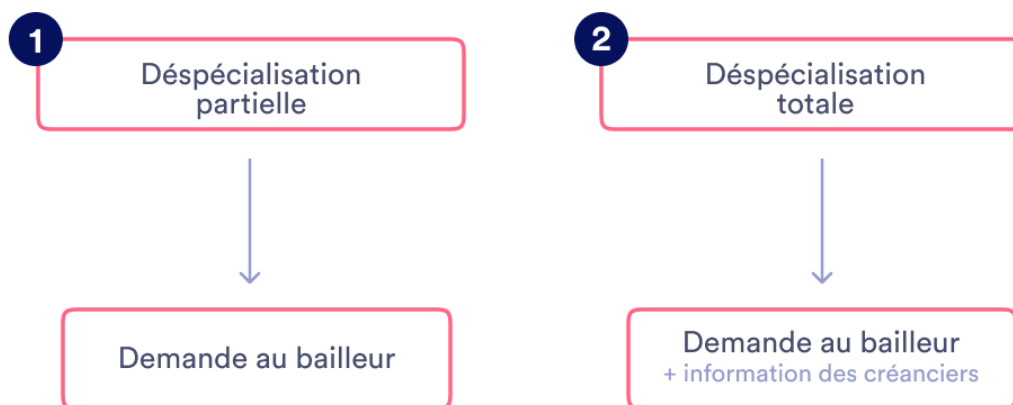 1
Déspécialisation
partielle
2
Déspécialisation
totale
Demande au bailleur
Demande au bailleur
+ information des créanciers